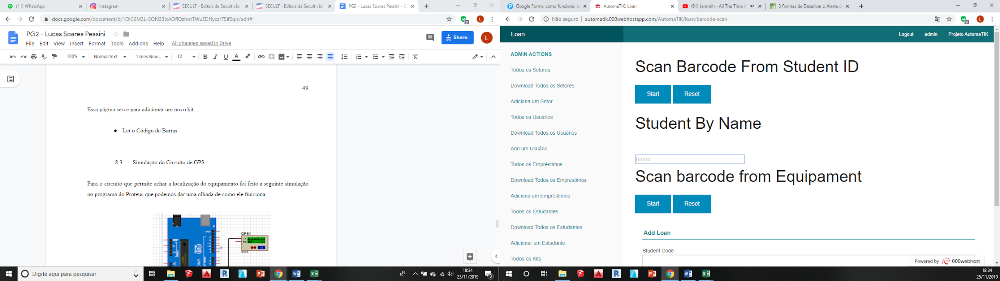 (11) WhatsApp
Instagram
SECULT - Editais da Secult vão
SECULT - Editais da Secult vão
PG2 - Lucas Soares Pessini - G
docs.google.com/document/d/1QiC6M3L-SQhl33IxAOflQzhotTWuEDHyczr75If0qis/edit#
PG2 - Lucas Soares Pessini
File Edit View Insert Format Tools Add-ons Help All changes saved in Drive
Share
L
100% Normal text Times New... 12
49
Essa página serve para adicionar um novo kit.
● Ler o Código de Barras
8.3 Simulação do Circuito de GPS
Para o circuito que permite achar a localização do equipamento foi feito a seguinte simulação
no programa do Proteus que podemos dar uma olhada de como ele funciona:
GPS1
TX
RX
VGPS
AREF
RESET
Digite aqui para pesquisar
18:34
25/11/2019
3
Google Forms: como funciona, te
AutomaTIK: Loan
(91) Jeremih - All The Time (f
3 Formas de Desativar o Alerta d
Não seguro automatik.000webhostapp.com/AutomaTIK/loan/barcode-scan
Loan
Logout admin Projeto AutomaTIK
ADMIN ACTIONS
Todos os Setores
Download Todos os Setores
Adiciona um Setor
Todos os Usuários
Download Todos os Usuários
Add um Usuário
Todos os Empréstimos
Download Todos os Emprestimos
Adiciona um Empréstimos
Todos os Estudantes
Download Todos os Estudantes
Adicionar um Estudante
Todos os Kits
Scan Barcode From Student ID
Start Reset
Student By Name
name
Scan barcode from Equipament
Start Reset
Add Loan
Student Code
Powered by 000webhost
18:34
25/11/2019